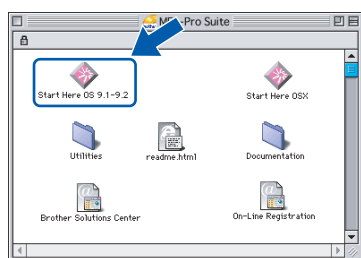 -Pro Suite
Start Here OS 9.1-9.2
Start Here OSX
Utilities
readme.html
Documentation
Brother Solutions Center
On-Line Registration